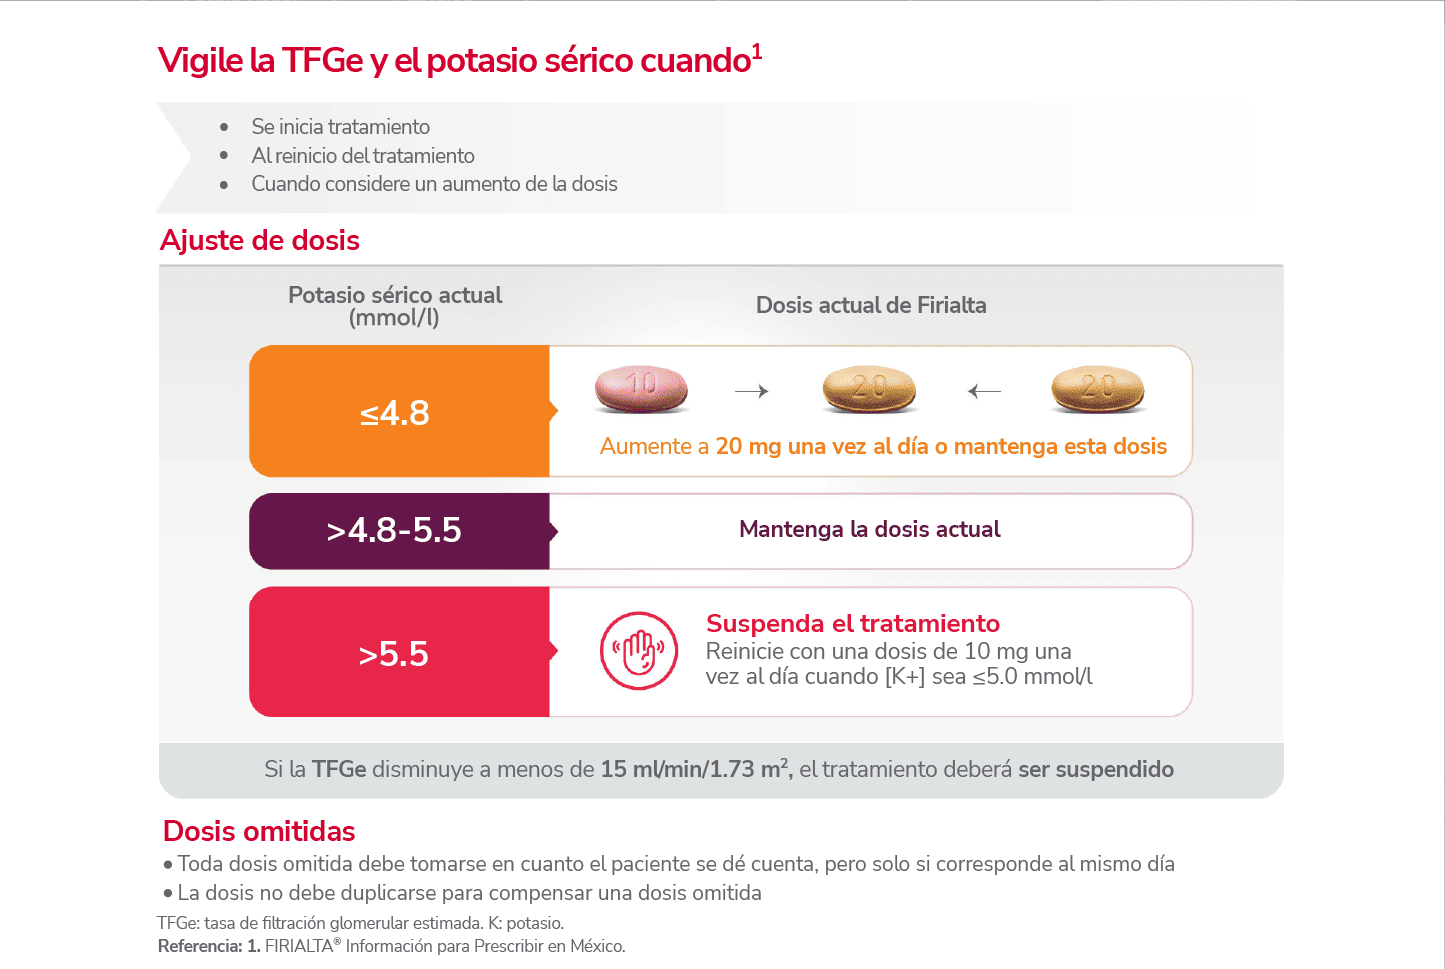 Vigile la TFGe y el potasio sérico cuando¹
• Se inicia tratamiento
• Al reinicio del tratamiento
• Cuando considere un aumento de la dosis
Ajuste de dosis
Potasio sérico actual
(mmol/l)
Dosis actual de Firialta
≤4.8
10
20
20
Aumente a 20 mg una vez al día o mantenga esta dosis
>4.8-5.5
Mantenga la dosis actual
>5.5
Suspenda el tratamiento
Reinicie con una dosis de 10 mg una
vez al día cuando [K+] sea ≤5.0 mmol/l
Si la TFGe disminuye a menos de 15 ml/min/1.73 m², el tratamiento deberá ser suspendido
Dosis omitidas
• Toda dosis omitida debe tomarse en cuanto el paciente se dé cuenta, pero solo si corresponde al mismo día
• La dosis no debe duplicarse para compensar una dosis omitida
TFGe: tasa de filtración glomerular estimada. K: potasio.
Referencia: 1. FIRIALTA® Información para Prescribir en México.